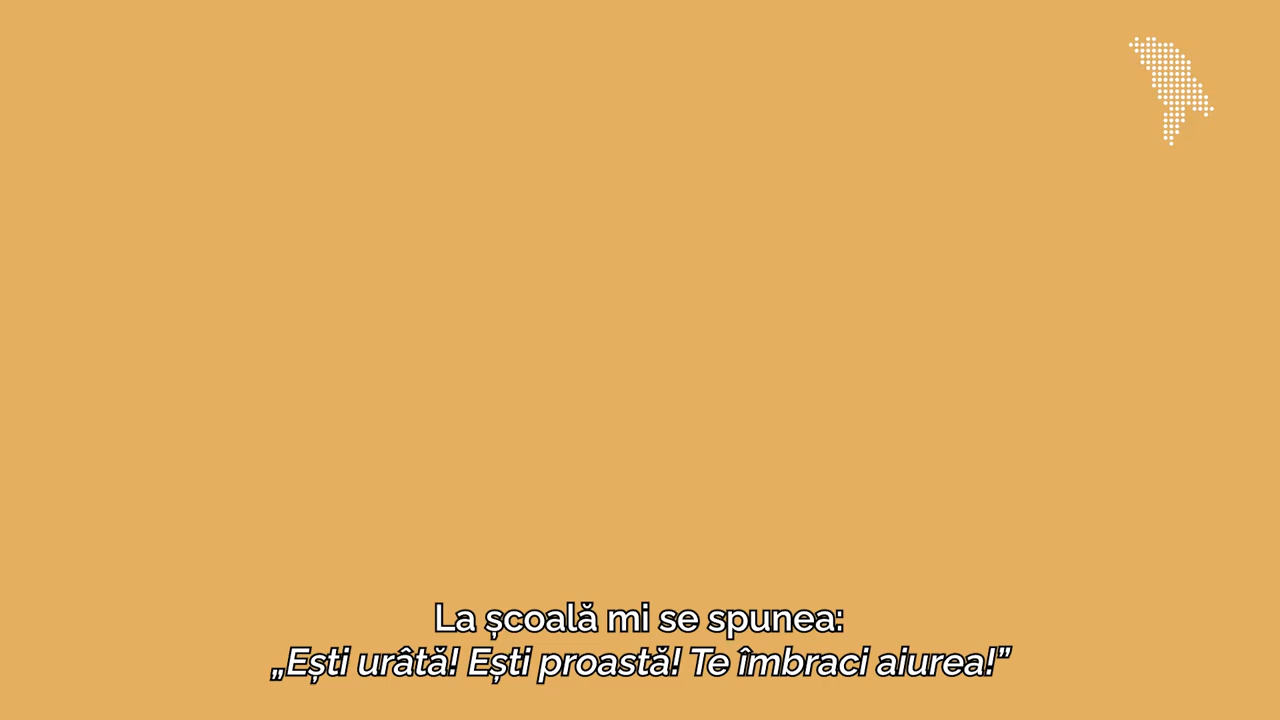 La școală mi se spunea:
„Ești urâtă! Ești proastă! Te îmbraci aiurea!”